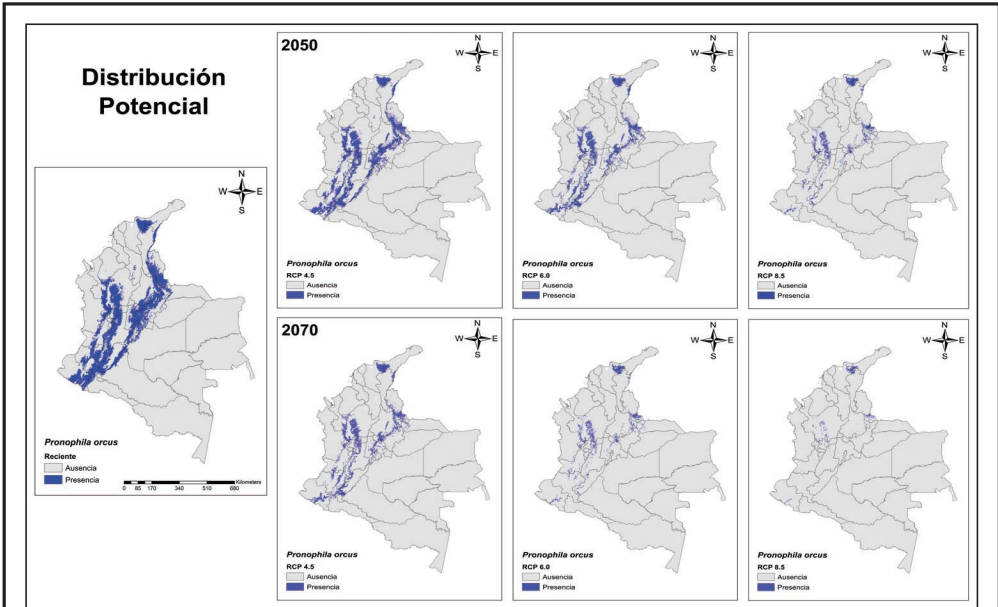 Distribución
Potencial
N
W E
S
Pronophila orcus
Reciente
Ausencia
Presencia
0 85 170 340 510 680 Kilometers
2050
N
W E
S
Pronophila orcus
RCP 4.5
Ausencia
Presencia
N
W E
S
Pronophila orcus
RCP 6.0
Ausencia
Presencia
N
W E
S
Pronophila orcus
RCP 8.5
Ausencia
Presencia
2070
N
W E
S
Pronophila orcus
RCP 4.5
Ausencia
Presencia
N
W E
S
Pronophila orcus
RCP 6.0
Ausencia
Presencia
N
W E
S
Pronophila orcus
RCP 8.5
Ausencia
Presencia